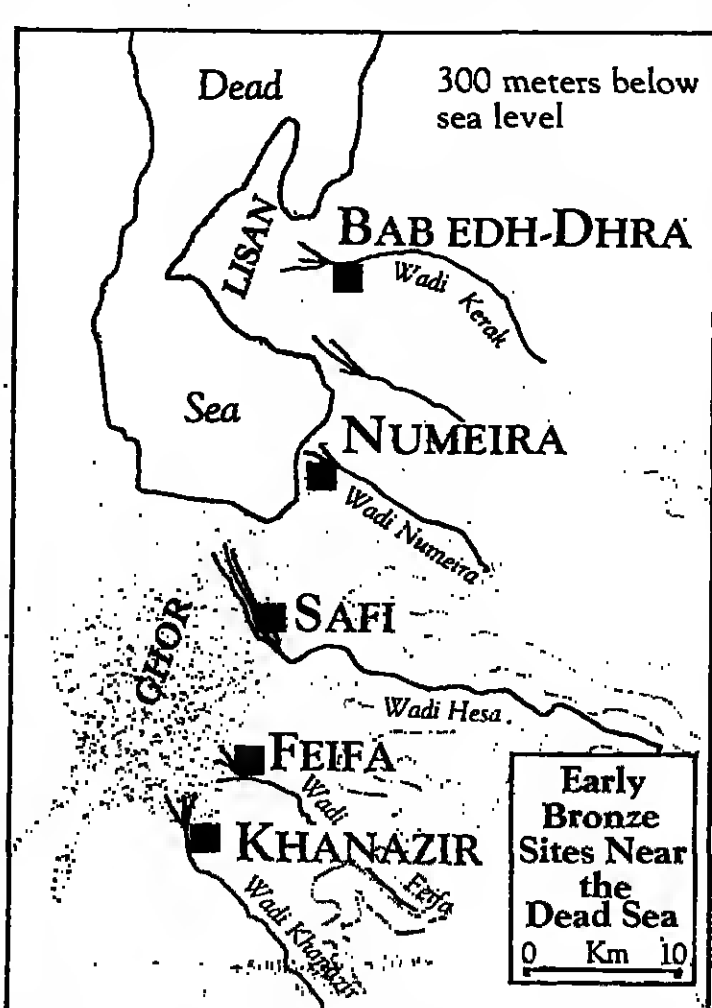 Dead
300 meters below
sea level
LISAN
BAB EDH-DHRA
Wadi Kerak
Sea
NUMEIRA
Wadi Numeira
SAFI
GHOR
Wadi Hesa
FEIFA
Wadi
Feifa
KHANAZIR
Wadi Khanazir
Early
Bronze
Sites Near
the
Dead Sea
0 Km 10